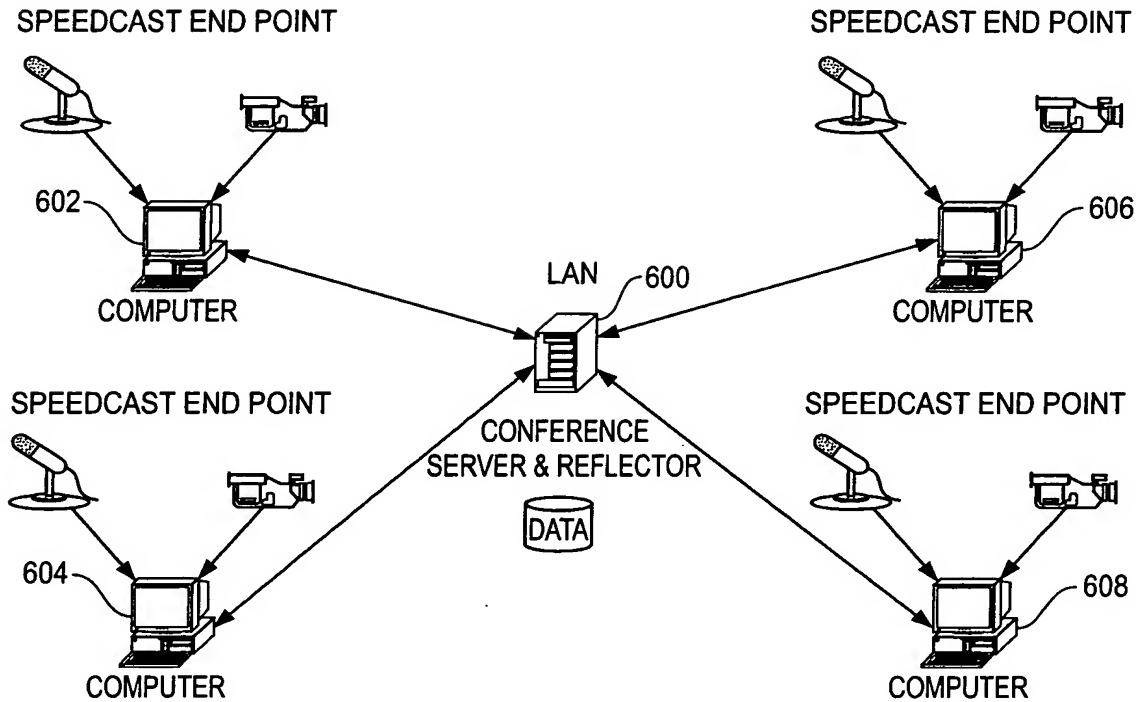 SPEEDCAST END POINT
SPEEDCAST END POINT
602
606
COMPUTER
COMPUTER
LAN
600
SPEEDCAST END POINT
SPEEDCAST END POINT
CONFERENCE
SERVER & REFLECTOR
DATA
604
608
COMPUTER
COMPUTER